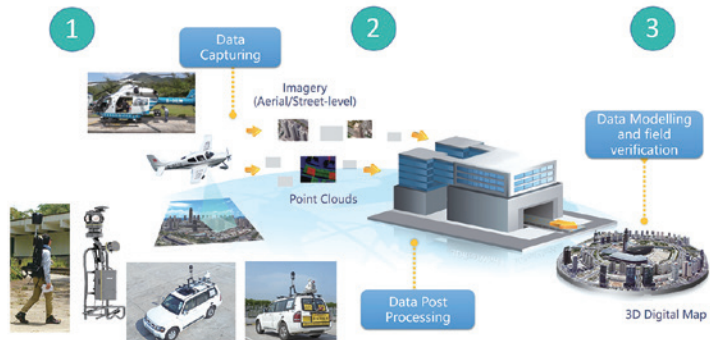 1
2
3
Data
Capturing
Imagery
(Aerial/Street-level)
Point Clouds
Data Modelling
and field
verification
Data Post
Processing
3D Digital Map